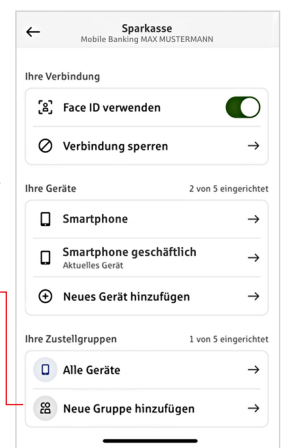 Sparkasse
Mobile Banking MAX MUSTERMANN
Ihre Verbindung
Face ID verwenden
Verbindung sperren
Ihre Geräte 2 von 5 eingerichtet
Smartphone
Smartphone geschäftlich
Aktuelles Gerät
Neues Gerät hinzufügen
Ihre Zustellgruppen 1 von 5 eingerichtet
Alle Geräte
Neue Gruppe hinzufügen